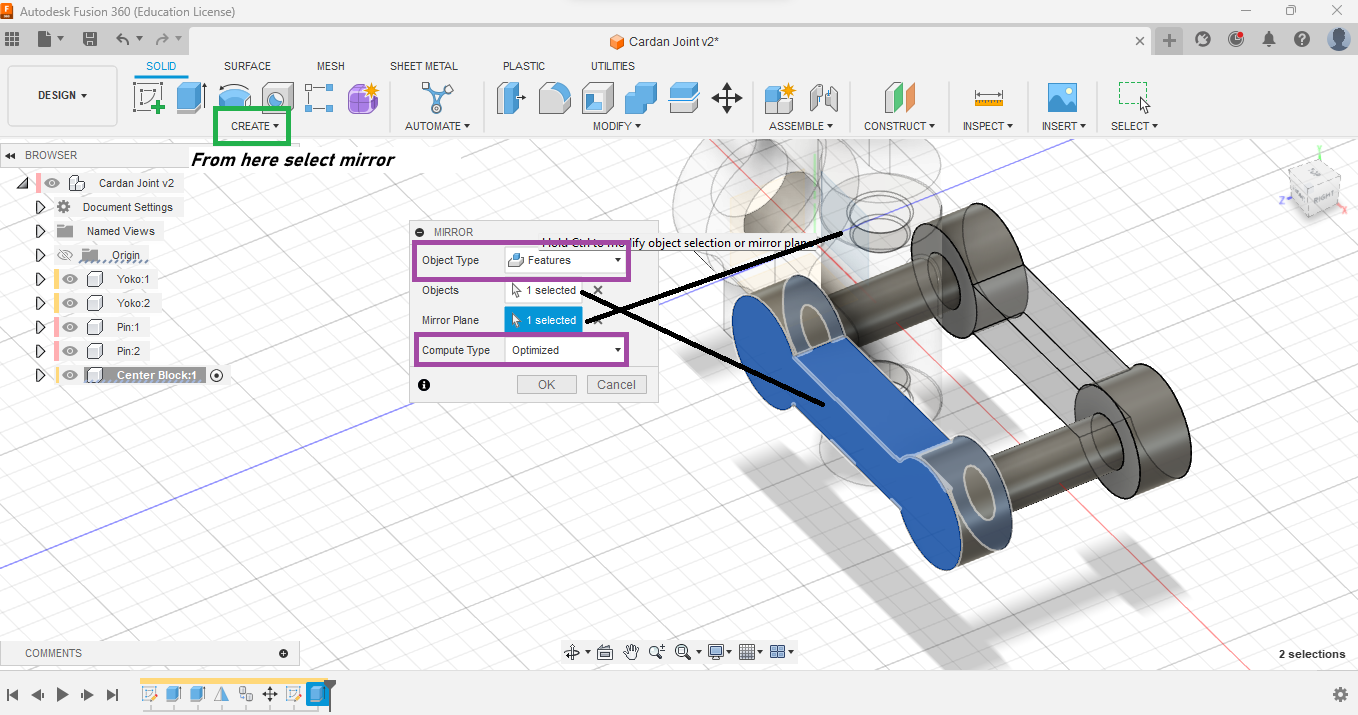 Autodesk Fusion 360 (Education License)
Cardan Joint v2*
DESIGN
SOLID SURFACE MESH SHEET METAL PLASTIC UTILITIES
CREATE AUTOMATE MODIFY ASSEMBLE CONSTRUCT INSPECT INSERT SELECT
BROWSER
From here select mirror
Cardan Joint v2
Document Settings
Named Views
Origin
Yoko:1
Yoko:2
Pin:1
Pin:2
Center Block:1
MIRROR
Hold Ctrl to modify object selection or mirror plane
Object Type Features
Objects 1 selected
Mirror Plane 1 selected
Compute Type Optimized
OK Cancel
RIGHT
Z
X
Y
COMMENTS
2 selections